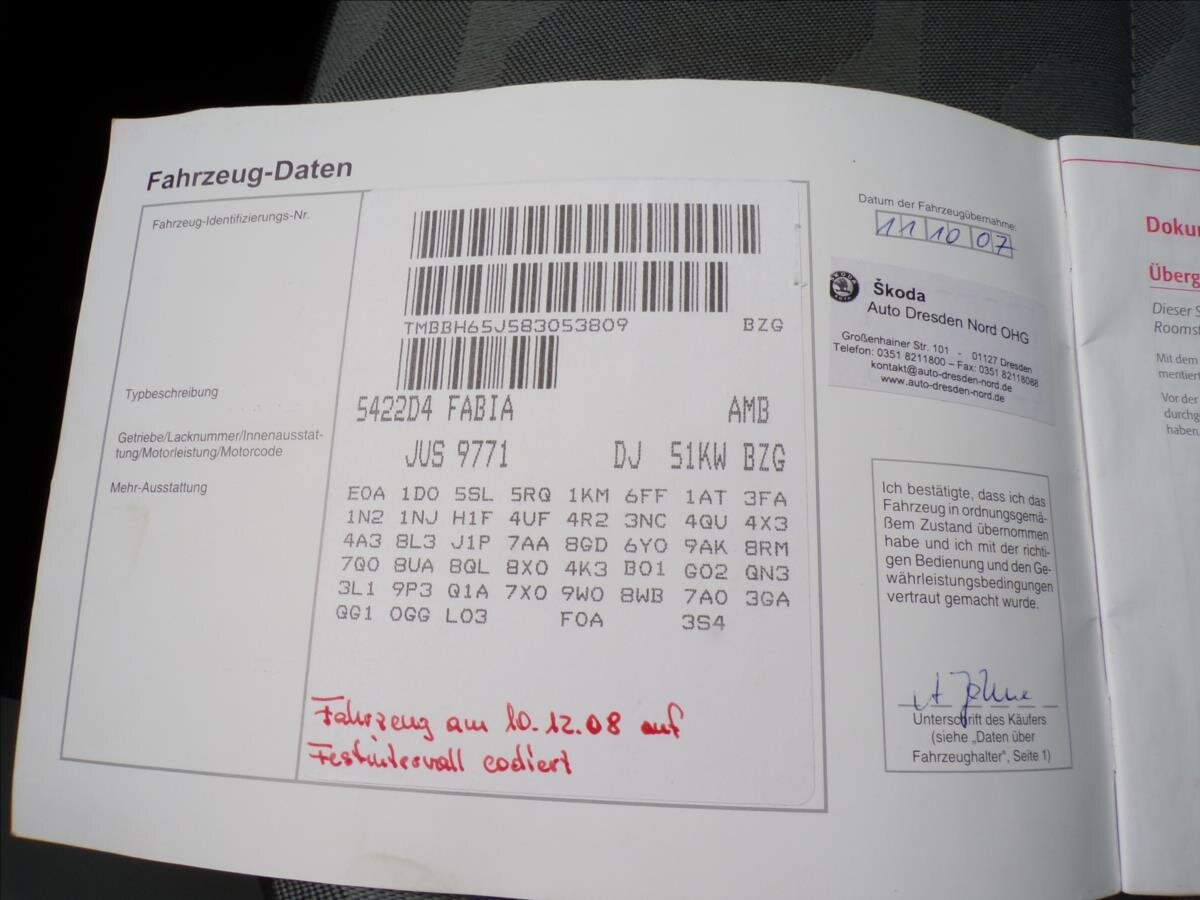 Fahrzeug-Daten
Fahrzeug-Identifizierungs-Nr.
TMBBH65J583053809 BZG
Typbeschreibung
5422D4 FABIA AMB
Getriebe/Lacknummer/Innenausstat-
tung/Motorleistung/Motorcode
JUS 9771 DJ 51KW BZG
Mehr-Ausstattung
E0A 1D0 5SL 5RQ 1KM 6FF 1AT 3FA
1N2 1NJ H1F 4UF 4R2 3NC 4QU 4X3
4A3 8L3 J1P 7AA 8GD 6Y0 9AK 8RM
7Q0 8UA 8QL 8X0 4K3 B01 G02 QN3
3L1 9P3 Q1A 7X0 9W0 8WB 7A0 3GA
QG1 0GG L03 F0A 3S4
Fahrzeug am 10.12.08 auf
Festintervall codiert
Datum der Fahrzeugübernahme:
11 10 07
ŠKODA
AUTO
Škoda
Auto Dresden Nord OHG
Großenhainer Str. 101 - 01127 Dresden
Telefon: 0351 8211800 – Fax: 0351 82118088
kontakt@auto-dresden-nord.de
www.auto-dresden-nord.de
Ich bestätigte, dass ich das
Fahrzeug in ordnungsgemä-
ßem Zustand übernommen
habe und ich mit der richti-
gen Bedienung und den Ge-
währleistungsbedingungen
vertraut gemacht wurde.
Unterschrift des Käufers
(siehe „Daten über
Fahrzeughalter", Seite 1)
Dokur
Überg
Dieser S
Roomst
Mit dem
mentiert
Vor der
durchg
haben